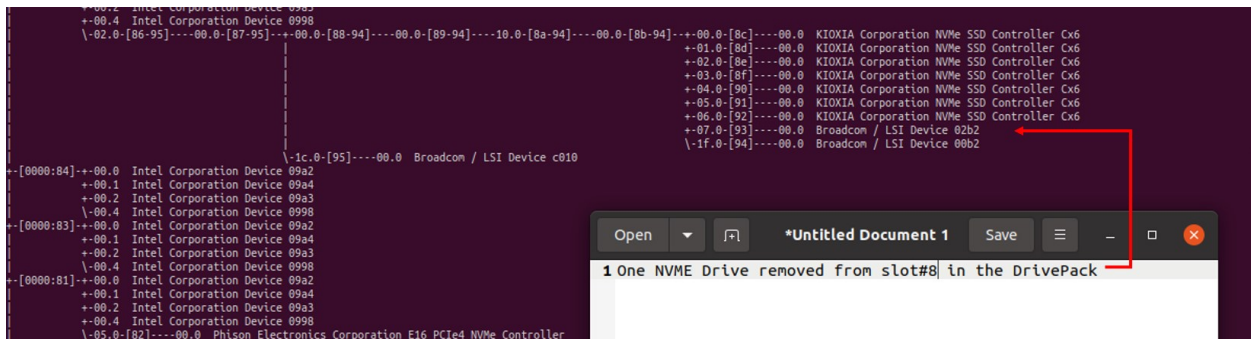 +-00.2 Intel Corporation Device 09a3
| +-00.4 Intel Corporation Device 0998
| \-02.0-[86-95]----00.0-[87-95]--+-00.0-[88-94]----00.0-[89-94]----10.0-[8a-94]----00.0-[8b-94]--+-00.0-[8c]----00.0 KIOXIA Corporation NVMe SSD Controller Cx6
| | +-01.0-[8d]----00.0 KIOXIA Corporation NVMe SSD Controller Cx6
| | +-02.0-[8e]----00.0 KIOXIA Corporation NVMe SSD Controller Cx6
| | +-03.0-[8f]----00.0 KIOXIA Corporation NVMe SSD Controller Cx6
| | +-04.0-[90]----00.0 KIOXIA Corporation NVMe SSD Controller Cx6
| | +-05.0-[91]----00.0 KIOXIA Corporation NVMe SSD Controller Cx6
| | +-06.0-[92]----00.0 KIOXIA Corporation NVMe SSD Controller Cx6
| | +-07.0-[93]----00.0 Broadcom / LSI Device 02b2
| | \-1f.0-[94]----00.0 Broadcom / LSI Device 00b2
| \-1c.0-[95]----00.0 Broadcom / LSI Device c010
+-[0000:84]-+-00.0 Intel Corporation Device 09a2
| +-00.1 Intel Corporation Device 09a4
| +-00.2 Intel Corporation Device 09a3
| \-00.4 Intel Corporation Device 0998
+-[0000:83]-+-00.0 Intel Corporation Device 09a2
| +-00.1 Intel Corporation Device 09a4
| +-00.2 Intel Corporation Device 09a3
| \-00.4 Intel Corporation Device 0998
+-[0000:81]-+-00.0 Intel Corporation Device 09a2
| +-00.1 Intel Corporation Device 09a4
| +-00.2 Intel Corporation Device 09a3
| +-00.4 Intel Corporation Device 0998
| \-05.0-[82]----00.0 Phison Electronics Corporation E16 PCIe4 NVMe Controller
Open *Untitled Document 1 Save
1 One NVME Drive removed from slot#8 in the DrivePack